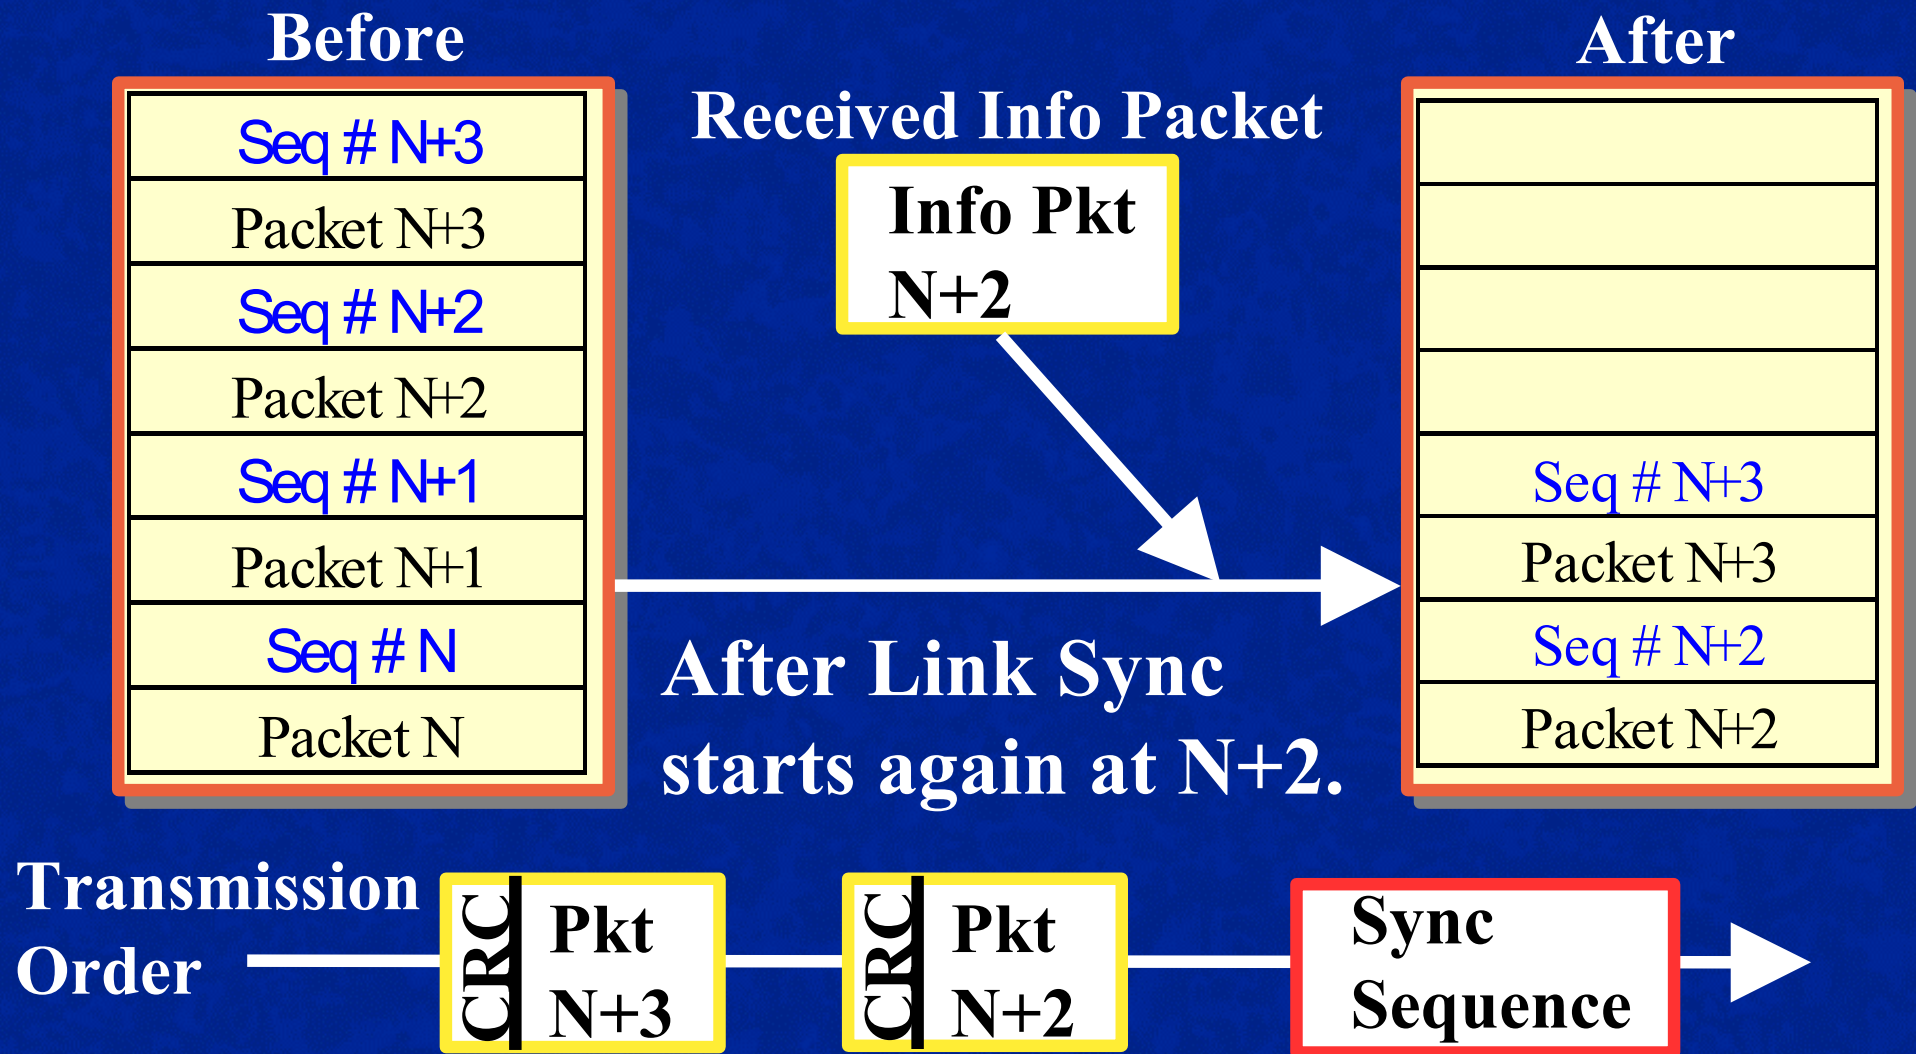 Before
Seq # N+3
Packet N+3
Seq # N+2
Packet N+2
Seq # N+1
Packet N+1
Seq # N
Packet N
Received Info Packet
Info Pkt
N+2
After Link Sync
starts again at N+2.
After
Seq # N+3
Packet N+3
Seq # N+2
Packet N+2
Transmission
Order
CRC
Pkt
N+3
CRC
Pkt
N+2
Sync
Sequence